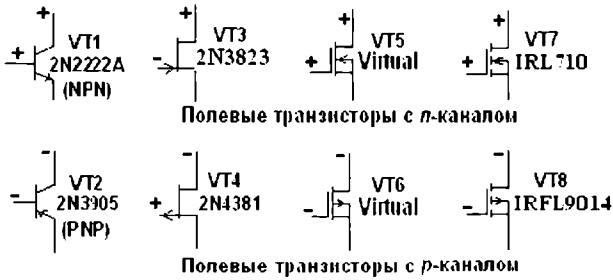 + + + +
VT1 VT3 VT5 VT7
+ 2N2222A - 2N3823 + Virtual + IRL710
(NPN)
Полевые транзисторы с n-каналом
- - - -
VT2 VT4 VT6 VT8
- 2N3905 + 2N4381 - Virtual - IRFL9014
(PNP)
Полевые транзисторы с p-каналом